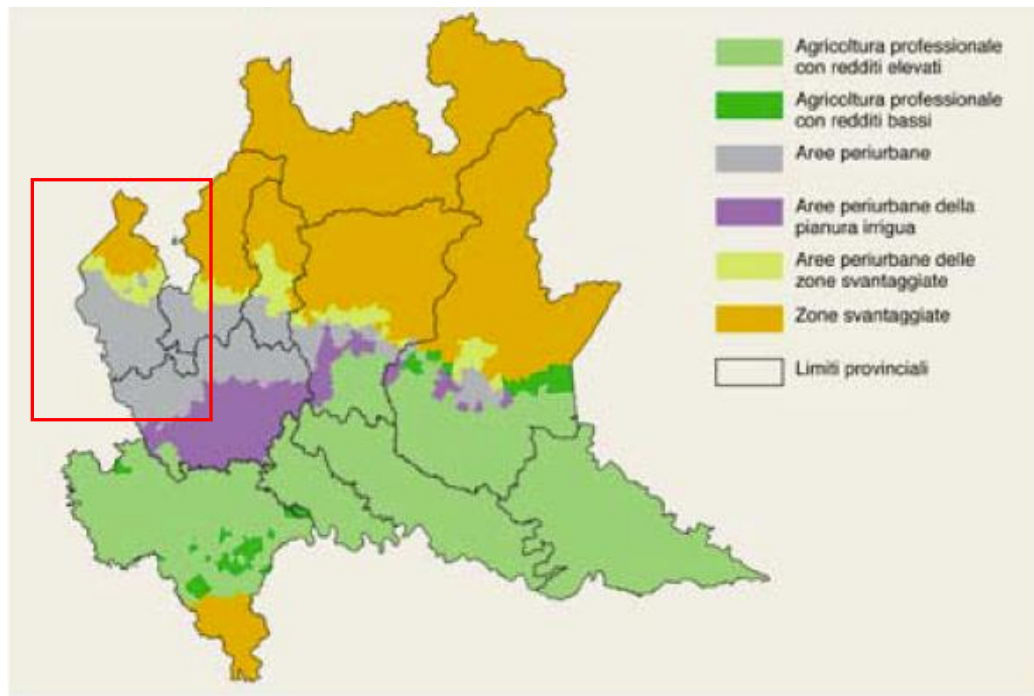 Agricoltura professionale
con redditi elevati
Agricoltura professionale
con redditi bassi
Aree periurbane
Aree periurbane della
pianura irrigua
Aree periurbane delle
zone svantaggiate
Zone svantaggiate
Limiti provinciali